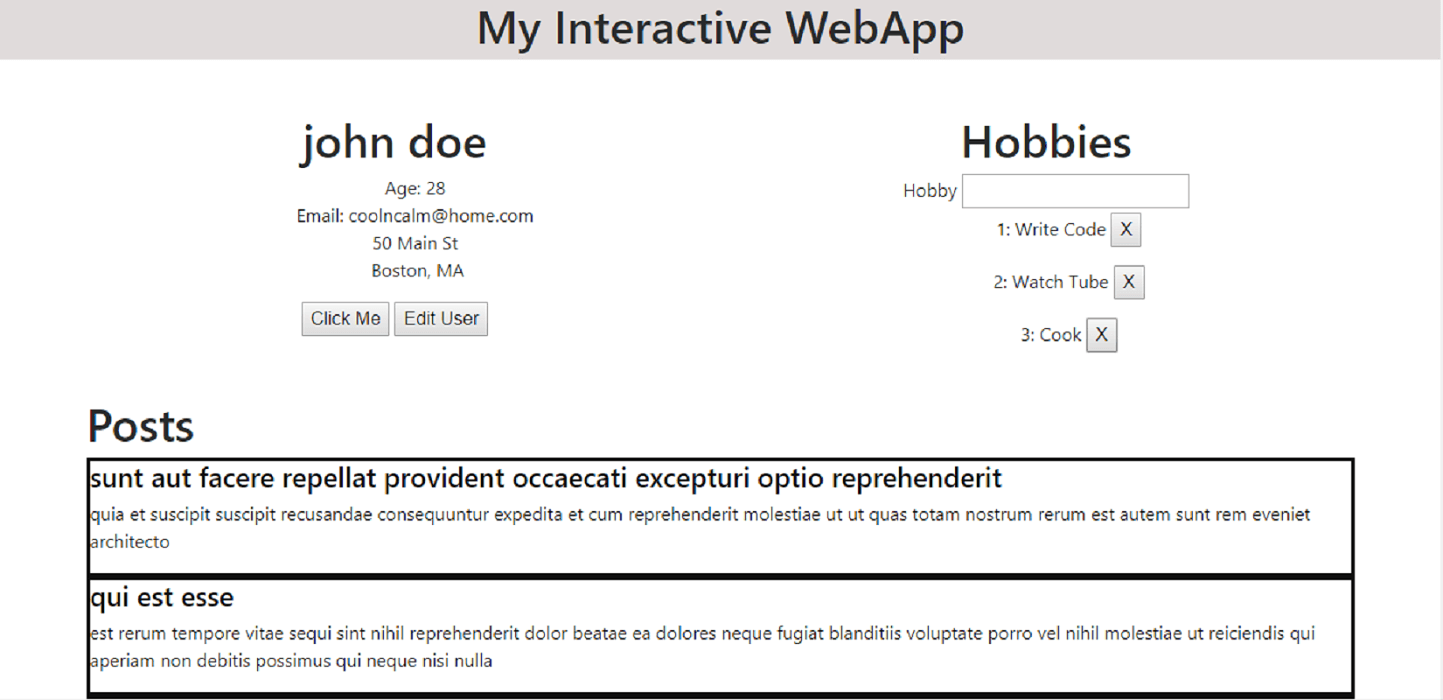 My Interactive WebApp
john doe
Age: 28
Email: coolncalm@home.com
50 Main St
Boston, MA
Click Me Edit User
Hobbies
Hobby
1: Write Code X
2: Watch Tube X
3: Cook X
Posts
sunt aut facere repellat provident occaecati excepturi optio reprehenderit
quia et suscipit suscipit recusandae consequuntur expedita et cum reprehenderit molestiae ut ut quas totam nostrum rerum est autem sunt rem eveniet
architecto
qui est esse
est rerum tempore vitae sequi sint nihil reprehenderit dolor beatae ea dolores neque fugiat blanditiis voluptate porro vel nihil molestiae ut reiciendis qui
aperiam non debitis possimus qui neque nisi nulla